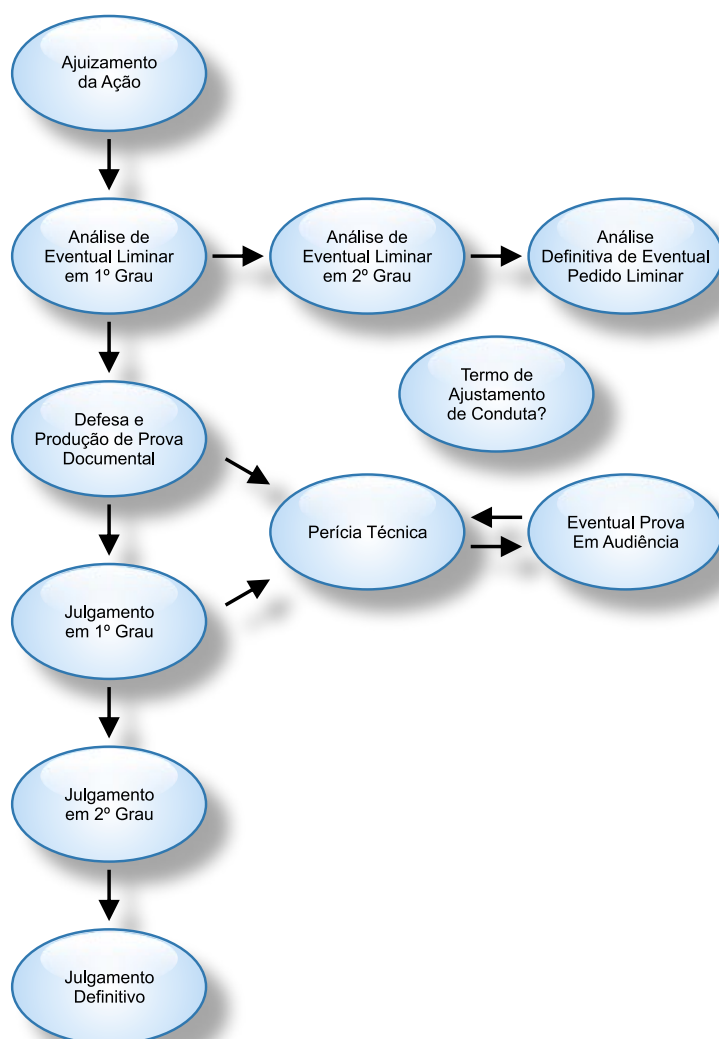 Ajuizamento
da Ação
Análise de
Eventual Liminar
em 1º Grau
Análise de
Eventual Liminar
em 2º Grau
Análise
Definitiva de Eventual
Pedido Liminar
Termo de
Ajustamento
de Conduta?
Defesa e
Produção de Prova
Documental
Perícia Técnica
Eventual Prova
Em Audiência
Julgamento
em 1º Grau
Julgamento
em 2º Grau
Julgamento
Definitivo